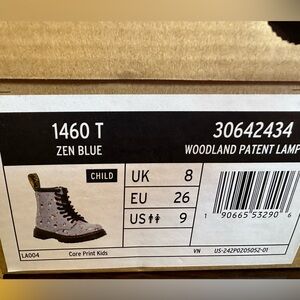 1460 T
ZEN BLUE
30642434
WOODLAND PATENT LAMP
CHILD
UK 8
EU 26
US 9
1 90665 53290 6
LA004
Core Print Kids
VN
US-242P0205052-01